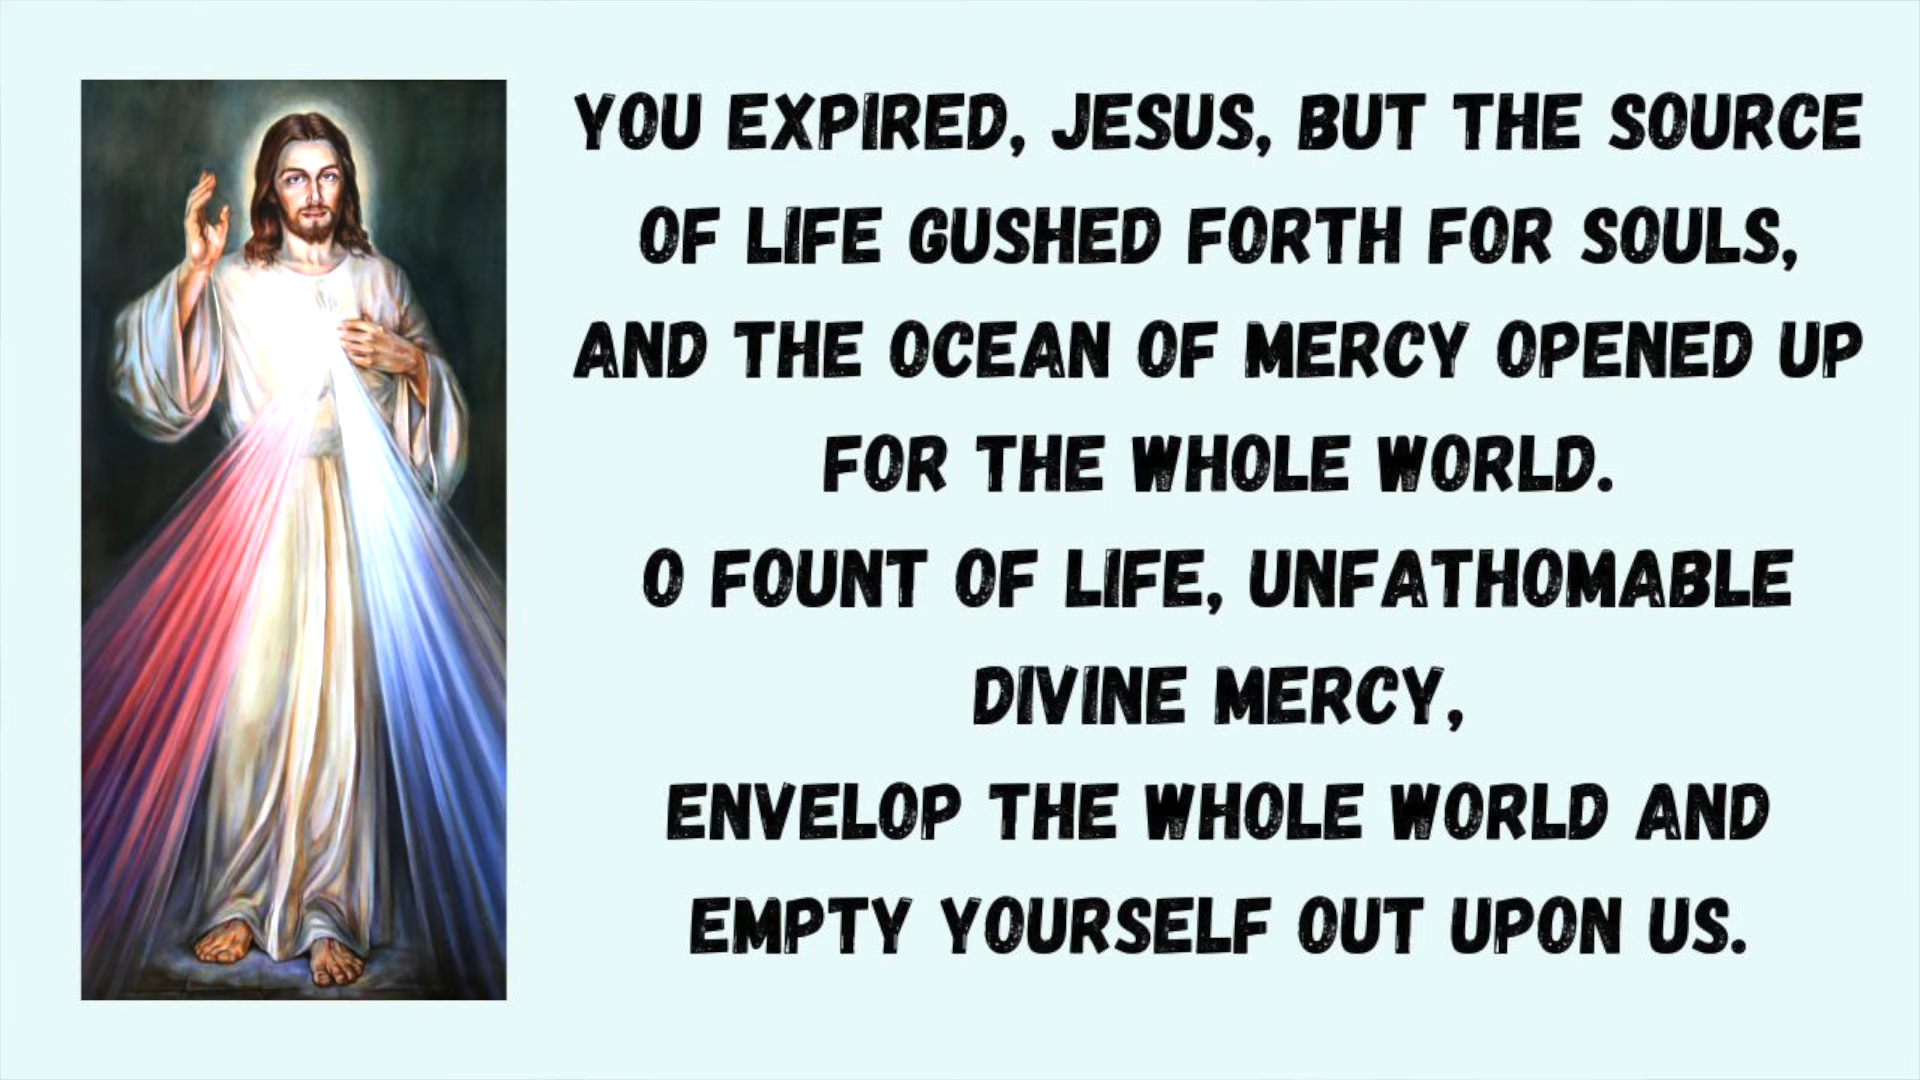 YOU EXPIRED, JESUS, BUT THE SOURCE
OF LIFE GUSHED FORTH FOR SOULS,
AND THE OCEAN OF MERCY OPENED UP
FOR THE WHOLE WORLD.
O FOUNT OF LIFE, UNFATHOMABLE
DIVINE MERCY,
ENVELOP THE WHOLE WORLD AND
EMPTY YOURSELF OUT UPON US.